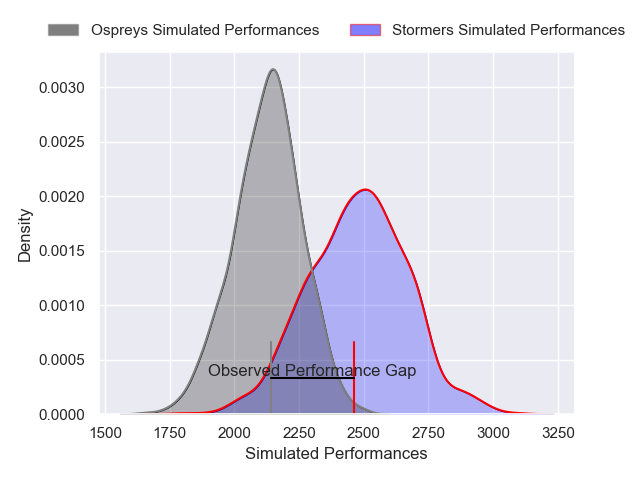 Ospreys Simulated Performances
Stormers Simulated Performances
0.0030
0.0025
0.0020
0.0015
0.0010
0.0005
0.0000
Density
Observed Performance Gap
1500 1750 2000 2250 2500 2750 3000 3250
Simulated Performances